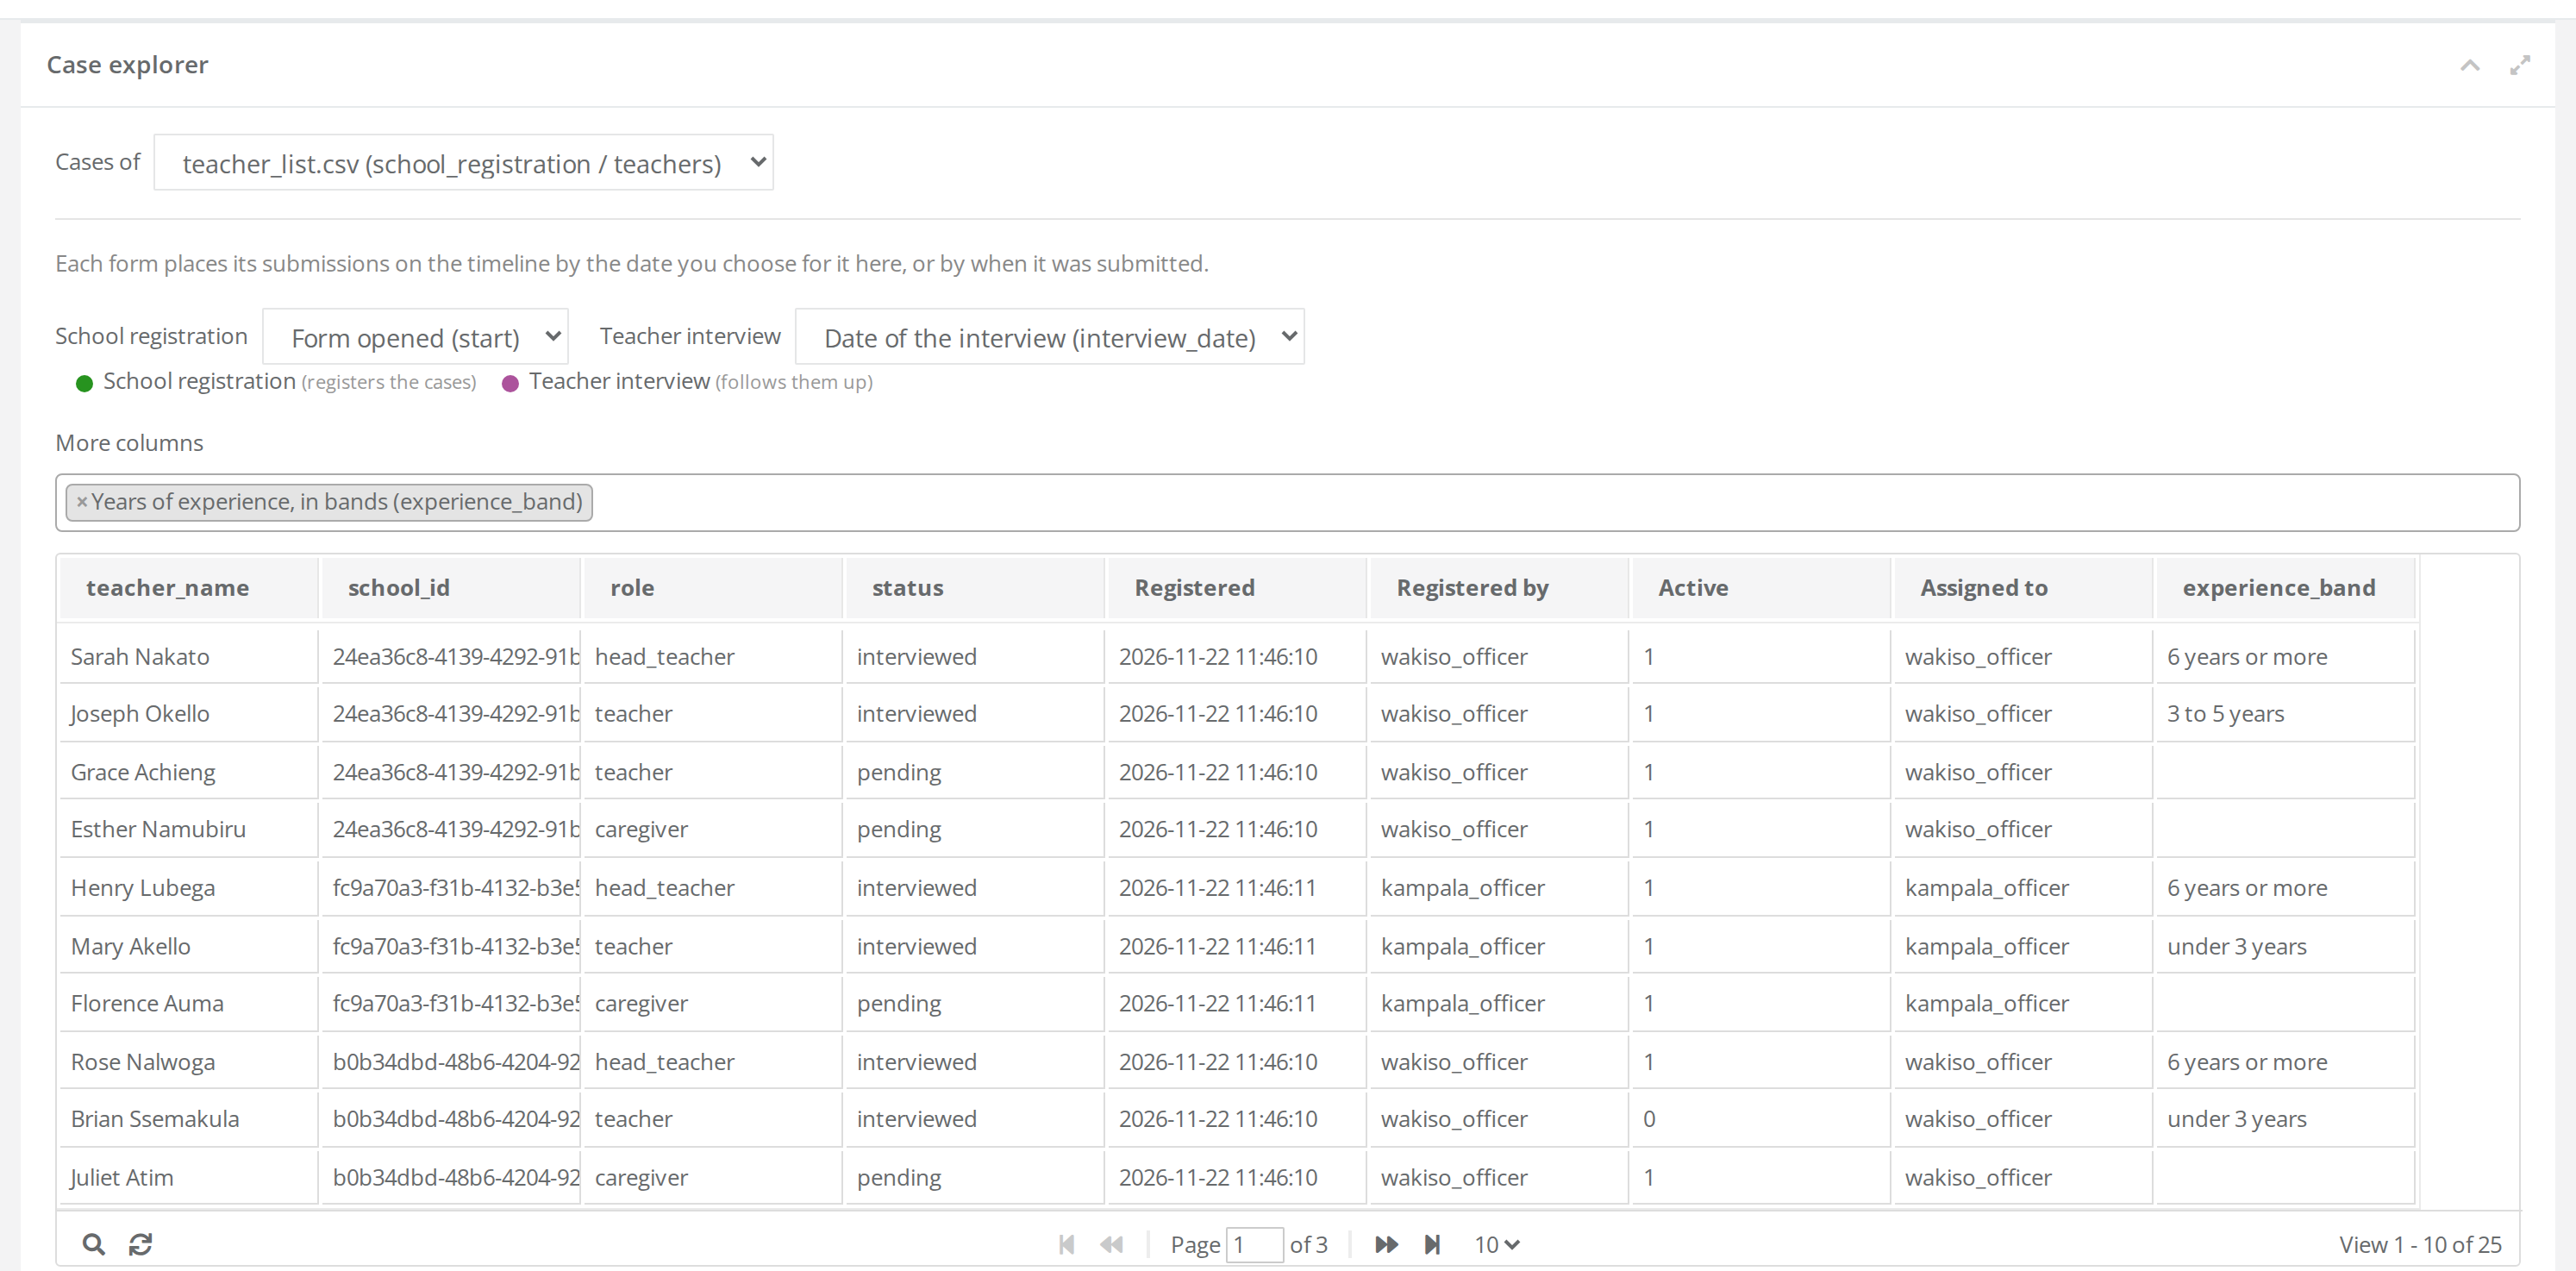 Case explorer
Cases of teacher_list.csv (school_registration / teachers)
Each form places its submissions on the timeline by the date you choose for it here, or by when it was submitted.
School registration Form opened (start) Teacher interview Date of the interview (interview_date)
School registration (registers the cases) Teacher interview (follows them up)
More columns
×Years of experience, in bands (experience_band)
teacher_name school_id role status Registered Registered by Active Assigned to experience_band
Sarah Nakato 24ea36c8-4139-4292-91b head_teacher interviewed 2026-11-22 11:46:10 wakiso_officer 1 wakiso_officer 6 years or more
Joseph Okello 24ea36c8-4139-4292-91b teacher interviewed 2026-11-22 11:46:10 wakiso_officer 1 wakiso_officer 3 to 5 years
Grace Achieng 24ea36c8-4139-4292-91b teacher pending 2026-11-22 11:46:10 wakiso_officer 1 wakiso_officer
Esther Namubiru 24ea36c8-4139-4292-91b caregiver pending 2026-11-22 11:46:10 wakiso_officer 1 wakiso_officer
Henry Lubega fc9a70a3-f31b-4132-b3e5 head_teacher interviewed 2026-11-22 11:46:11 kampala_officer 1 kampala_officer 6 years or more
Mary Akello fc9a70a3-f31b-4132-b3e5 teacher interviewed 2026-11-22 11:46:11 kampala_officer 1 kampala_officer under 3 years
Florence Auma fc9a70a3-f31b-4132-b3e5 caregiver pending 2026-11-22 11:46:11 kampala_officer 1 kampala_officer
Rose Nalwoga b0b34dbd-48b6-4204-92 head_teacher interviewed 2026-11-22 11:46:10 wakiso_officer 1 wakiso_officer 6 years or more
Brian Ssemakula b0b34dbd-48b6-4204-92 teacher interviewed 2026-11-22 11:46:10 wakiso_officer 0 wakiso_officer under 3 years
Juliet Atim b0b34dbd-48b6-4204-92 caregiver pending 2026-11-22 11:46:10 wakiso_officer 1 wakiso_officer
Page 1 of 3 10 View 1 - 10 of 25